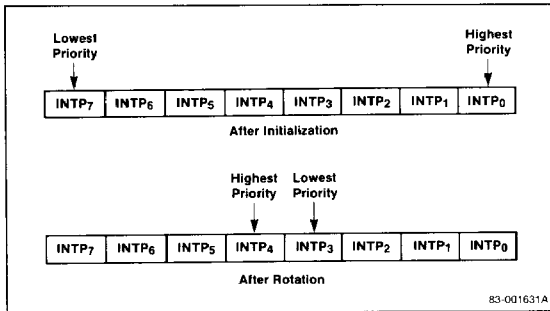 Lowest Priority
Highest Priority
INTP7 INTP6 INTP5 INTP4 INTP3 INTP2 INTP1 INTP0
After Initialization
Highest Priority
Lowest Priority
INTP7 INTP6 INTP5 INTP4 INTP3 INTP2 INTP1 INTP0
After Rotation
83-001631A